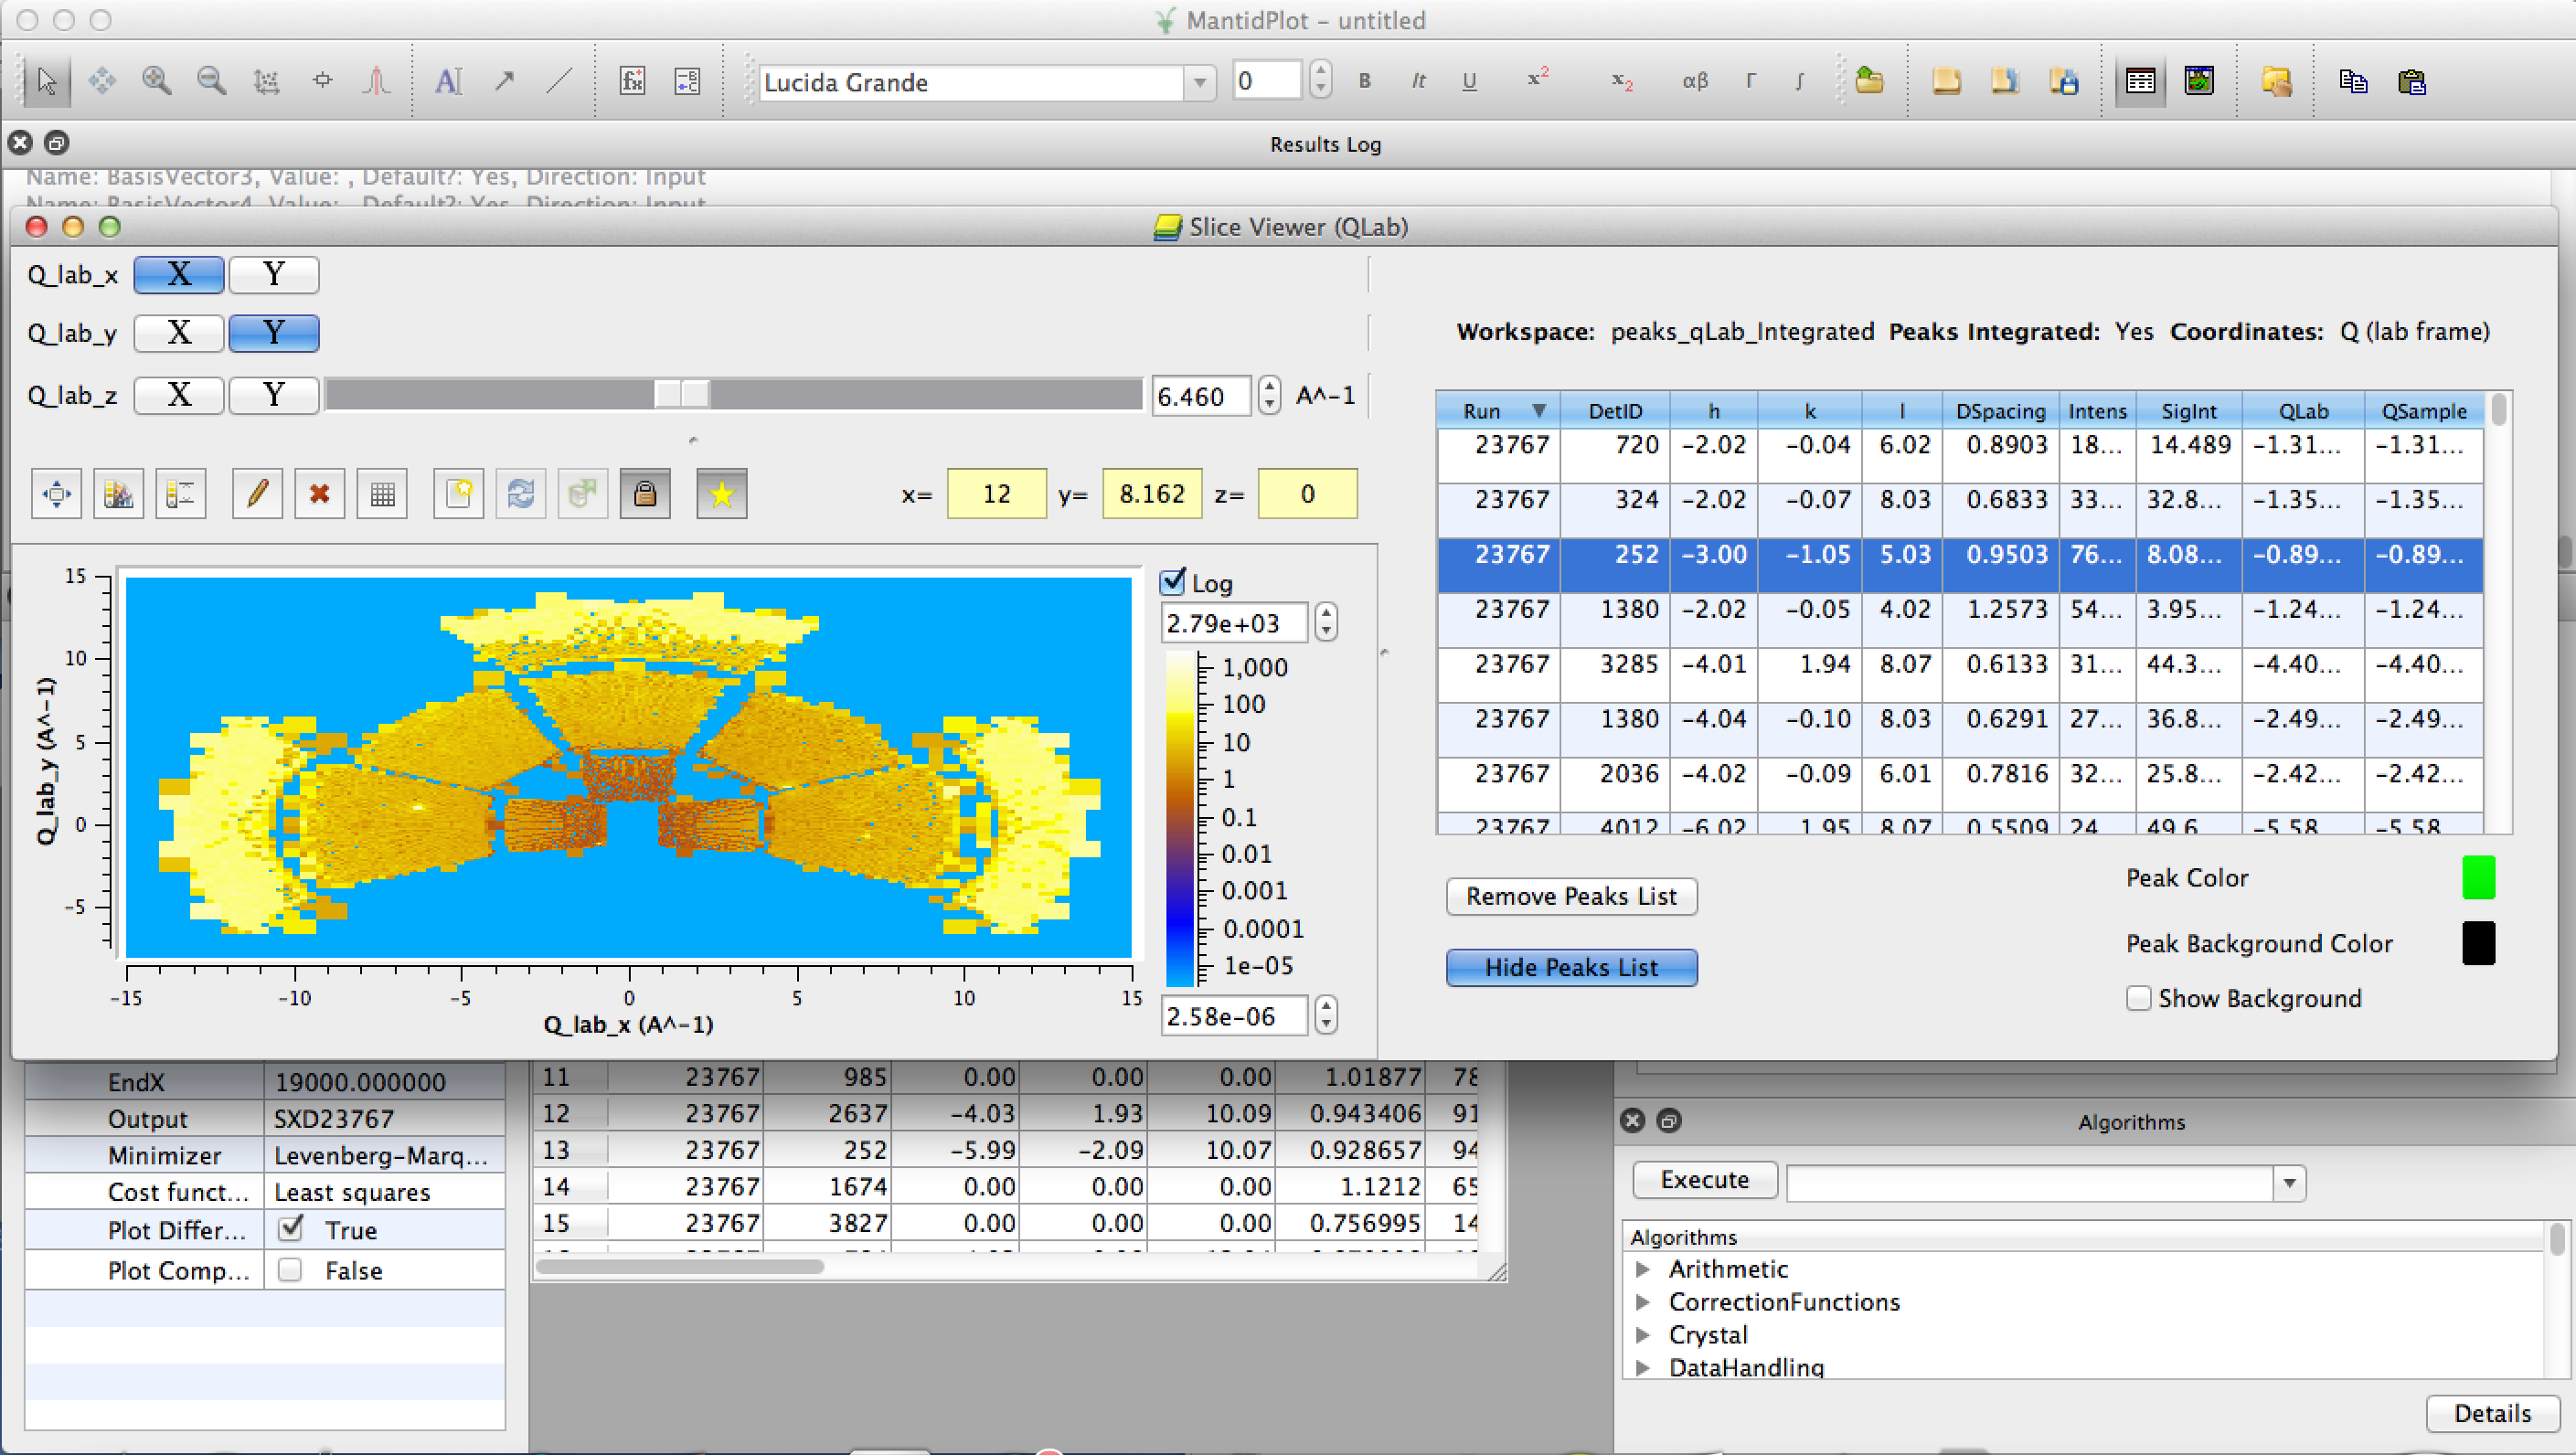 MantidPlot - untitled
Lucida Grande 0 B It U x² x₂ αβ Γ ∫
Results Log
Name: BasisVector3, Value: , Default?: Yes, Direction: Input
Name: BasisVector4, Value: , Default?: Yes, Direction: Input
Slice Viewer (QLab)
Q_lab_x X Y
Q_lab_y X Y
Q_lab_z X Y 6.460 A^-1
x= 12 y= 8.162 z= 0
Log
2.79e+03
1,000
100
10
1
0.1
0.01
0.001
0.0001
1e-05
2.58e-06
15
10
5
0
-5
Q_lab_y (A^-1)
-15 -10 -5 0 5 10 15
Q_lab_x (A^-1)
Workspace: peaks_qLab_Integrated Peaks Integrated: Yes Coordinates: Q (lab frame)
Run DetID h k l DSpacing Intens SigInt QLab QSample
23767 720 -2.02 -0.04 6.02 0.8903 18... 14.489 -1.31... -1.31...
23767 324 -2.02 -0.07 8.03 0.6833 33... 32.8... -1.35... -1.35...
23767 252 -3.00 -1.05 5.03 0.9503 76... 8.08... -0.89... -0.89...
23767 1380 -2.02 -0.05 4.02 1.2573 54... 3.95... -1.24... -1.24...
23767 3285 -4.01 1.94 8.07 0.6133 31... 44.3... -4.40... -4.40...
23767 1380 -4.04 -0.10 8.03 0.6291 27... 36.8... -2.49... -2.49...
23767 2036 -4.02 -0.09 6.01 0.7816 32... 25.8... -2.42... -2.42...
23767 4012 -6.02 1.95 8.07 0.5509 24 49.6 -5.58 -5.58
Remove Peaks List
Hide Peaks List
Peak Color
Peak Background Color
Show Background
EndX 19000.000000
Output SXD23767
Minimizer Levenberg-Marq...
Cost funct... Least squares
Plot Differ... True
Plot Comp... False
11 23767 985 0.00 0.00 0.00 1.01877 78
12 23767 2637 -4.03 1.93 10.09 0.943406 91
13 23767 252 -5.99 -2.09 10.07 0.928657 94
14 23767 1674 0.00 0.00 0.00 1.1212 65
15 23767 3827 0.00 0.00 0.00 0.756995 14
Algorithms
Execute
Algorithms
Arithmetic
CorrectionFunctions
Crystal
DataHandling
Details